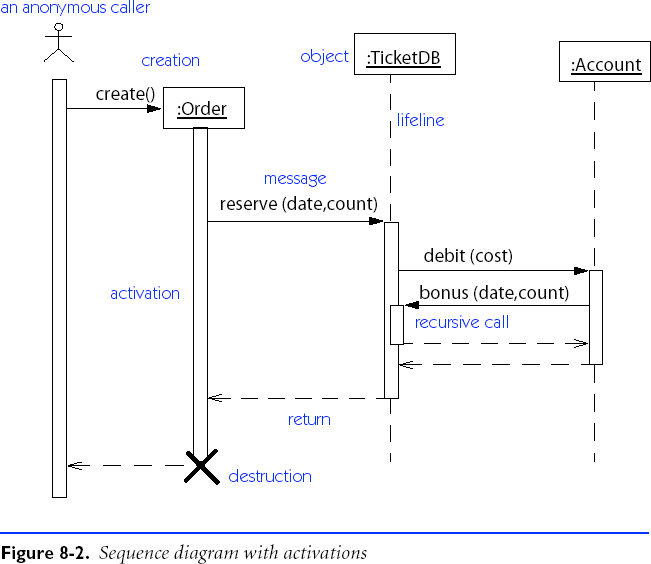 an anonymous caller
creation
object
:TicketDB
:Account
create()
:Order
lifeline
message
reserve (date,count)
debit (cost)
activation
bonus (date,count)
recursive call
return
destruction
Figure 8-2. Sequence diagram with activations